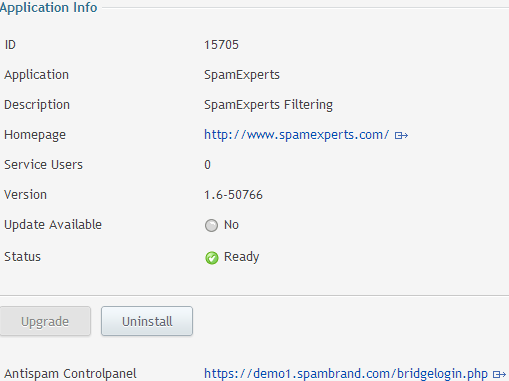 Application Info
ID 15705
Application SpamExperts
Description SpamExperts Filtering
Homepage http://www.spamexperts.com/
Service Users 0
Version 1.6-50766
Update Available No
Status Ready
Upgrade Uninstall
Antispam Controlpanel https://demo1.spambrand.com/bridgelogin.php